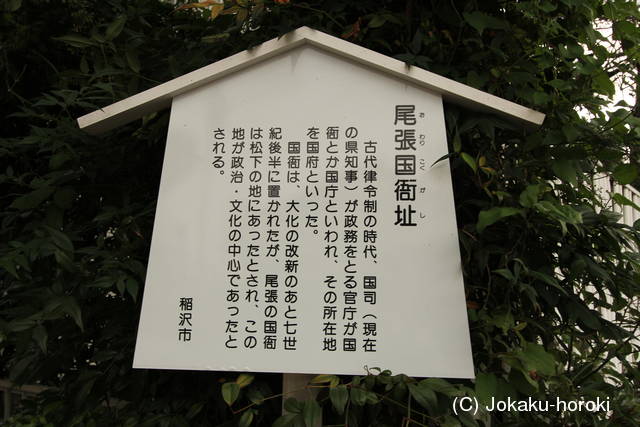 尾張国衙址
おわりこくがし
古代律令制の時代、国司（現在
の県知事）が政務をとる官庁が国
衙とか国庁といわれ、その所在地
を国府といった。
国衙は、大化の改新のあと七世
紀後半に置かれたが、尾張の国衙
は松下の地にあったとされ、この
地が政治・文化の中心であったと
される。
稲沢市
(C) Jokaku-horoki